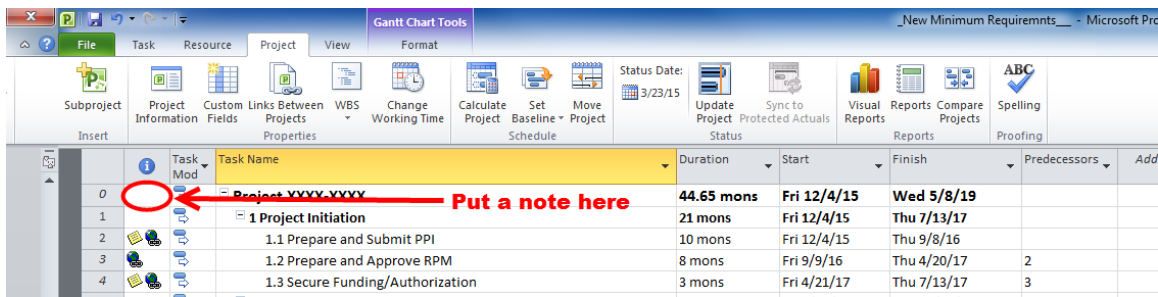 Gantt Chart Tools
_New Minimum Requiremnts__ - Microsoft Pro
File Task Resource Project View Format
Subproject
Project Information
Custom Fields
Links Between Projects
WBS
Change Working Time
Calculate Project
Set Baseline
Move Project
Status Date:
3/23/15
Update Project
Sync to Protected Actuals
Visual Reports
Reports
Compare Projects
ABC
Spelling
Insert Properties Schedule Status Reports Proofing
Task Mod Task Name Duration Start Finish Predecessors Add
0 Project XXXX-XXXX 44.65 mons Fri 12/4/15 Wed 5/8/19
Put a note here
1 1 Project Initiation 21 mons Fri 12/4/15 Thu 7/13/17
2 1.1 Prepare and Submit PPI 10 mons Fri 12/4/15 Thu 9/8/16
3 1.2 Prepare and Approve RPM 8 mons Fri 9/9/16 Thu 4/20/17 2
4 1.3 Secure Funding/Authorization 3 mons Fri 4/21/17 Thu 7/13/17 3